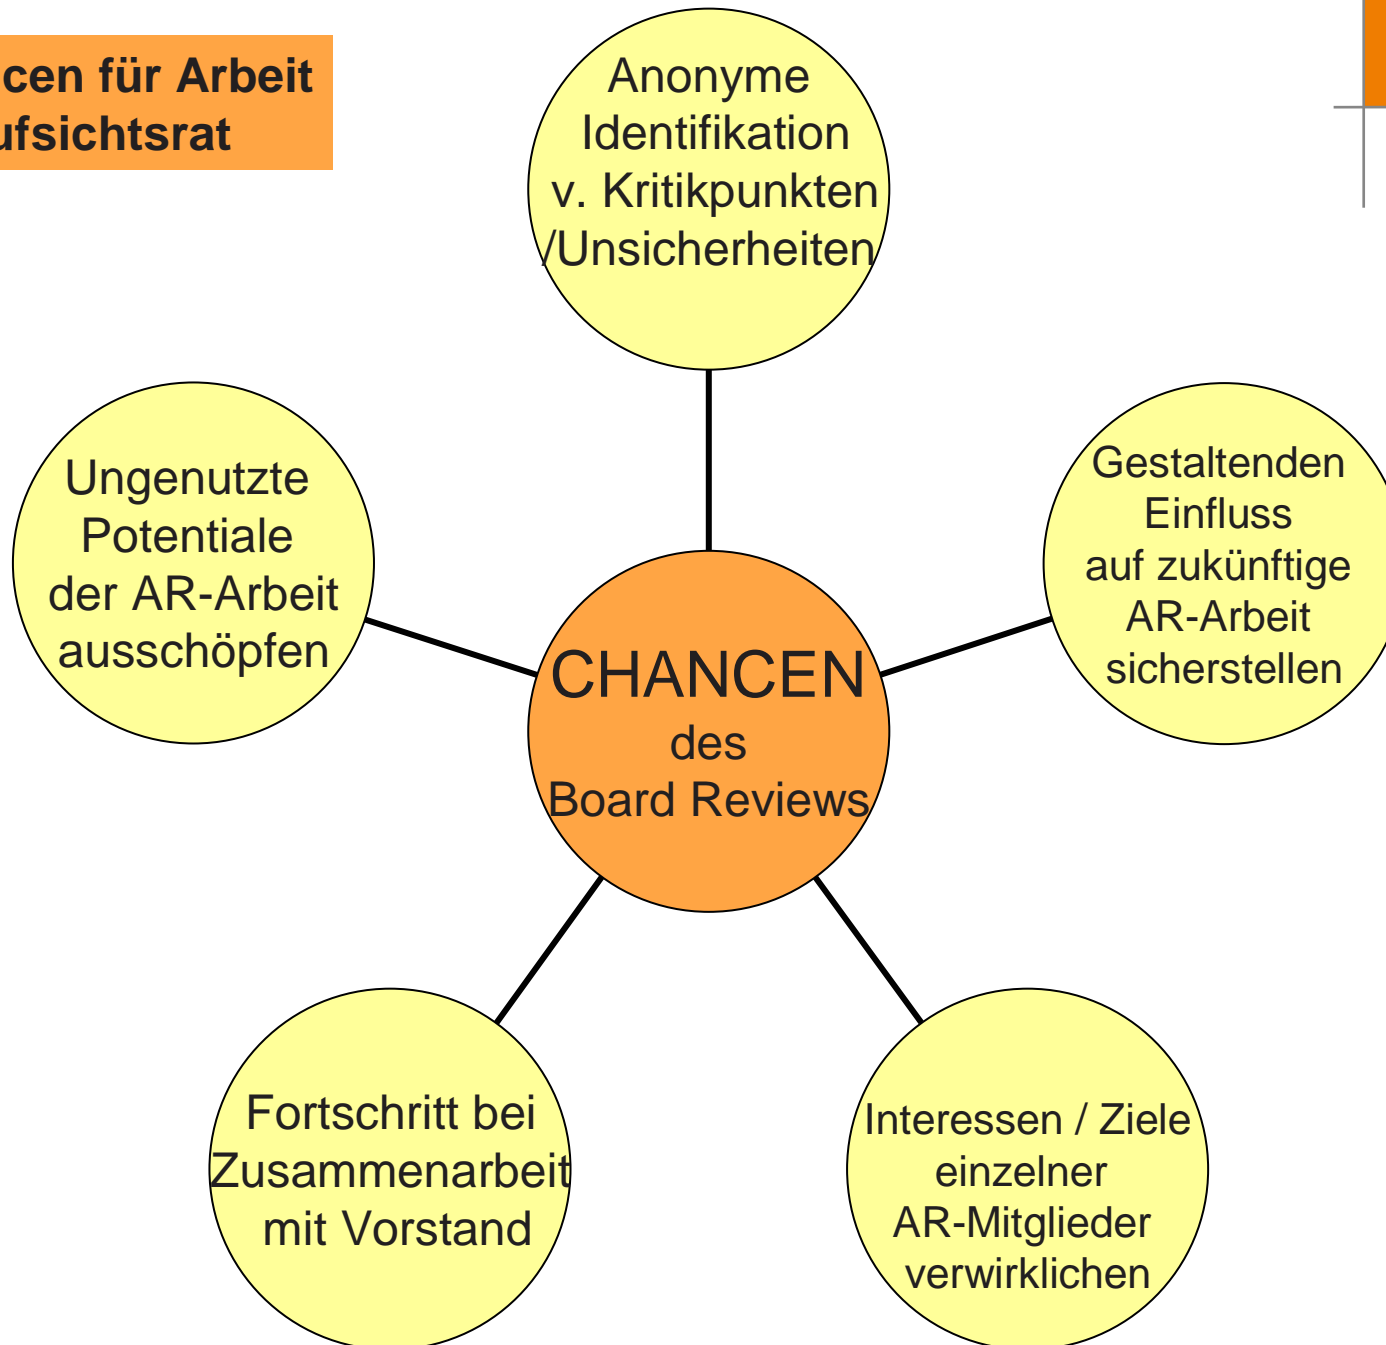 cen für Arbeit
ufsichtsrat
Anonyme
Identifikation
v. Kritikpunkten
/Unsicherheiten
Ungenutzte
Potentiale
der AR-Arbeit
ausschöpfen
Gestaltenden
Einfluss
auf zukünftige
AR-Arbeit
sicherstellen
CHANCEN
des
Board Reviews
Fortschritt bei
Zusammenarbeit
mit Vorstand
Interessen / Ziele
einzelner
AR-Mitglieder
verwirklichen